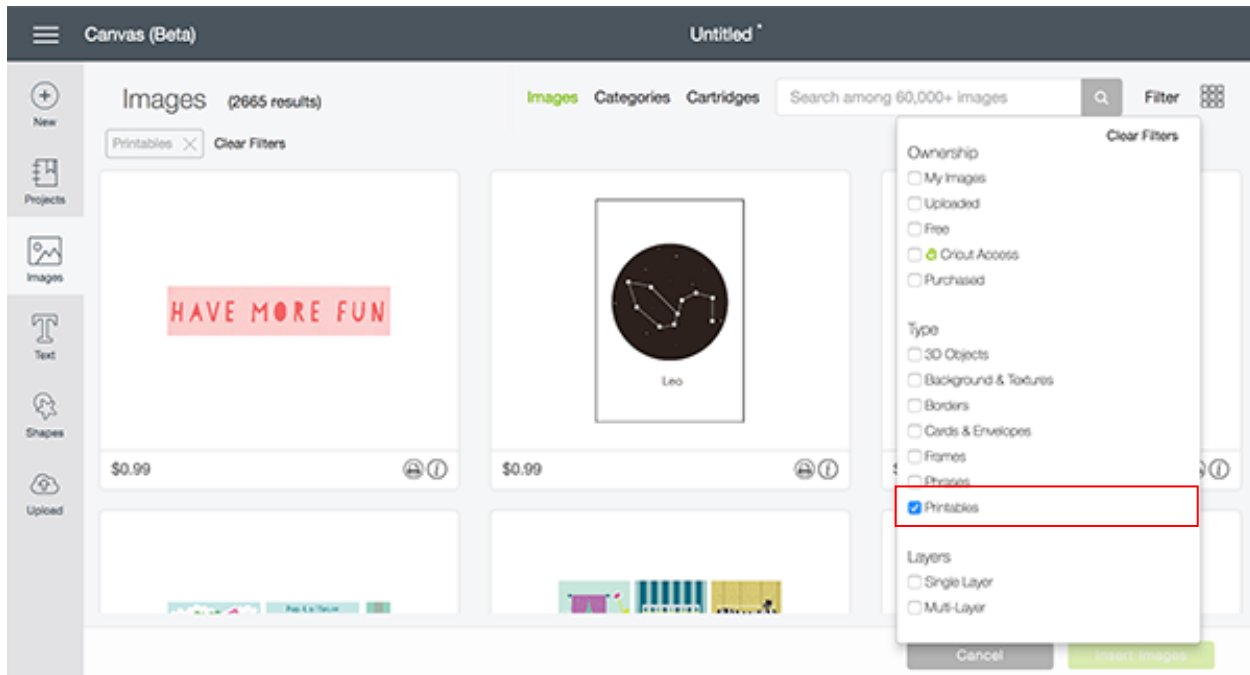 Canvas (Beta)
Untitled *
New
Projects
Images
Text
Shapes
Upload
Images (2665 results)
Images Categories Cartridges
Search among 60,000+ images
Filter
Printables
Clear Filters
HAVE MORE FUN
$0.99
Leo
$0.99
Clear Filters
Ownership
My Images
Uploaded
Free
Cricut Access
Purchased
Type
3D Objects
Background & Textures
Borders
Cards & Envelopes
Frames
Phrases
Printables
Layers
Single Layer
Multi-Layer
Cancel
Insert Images